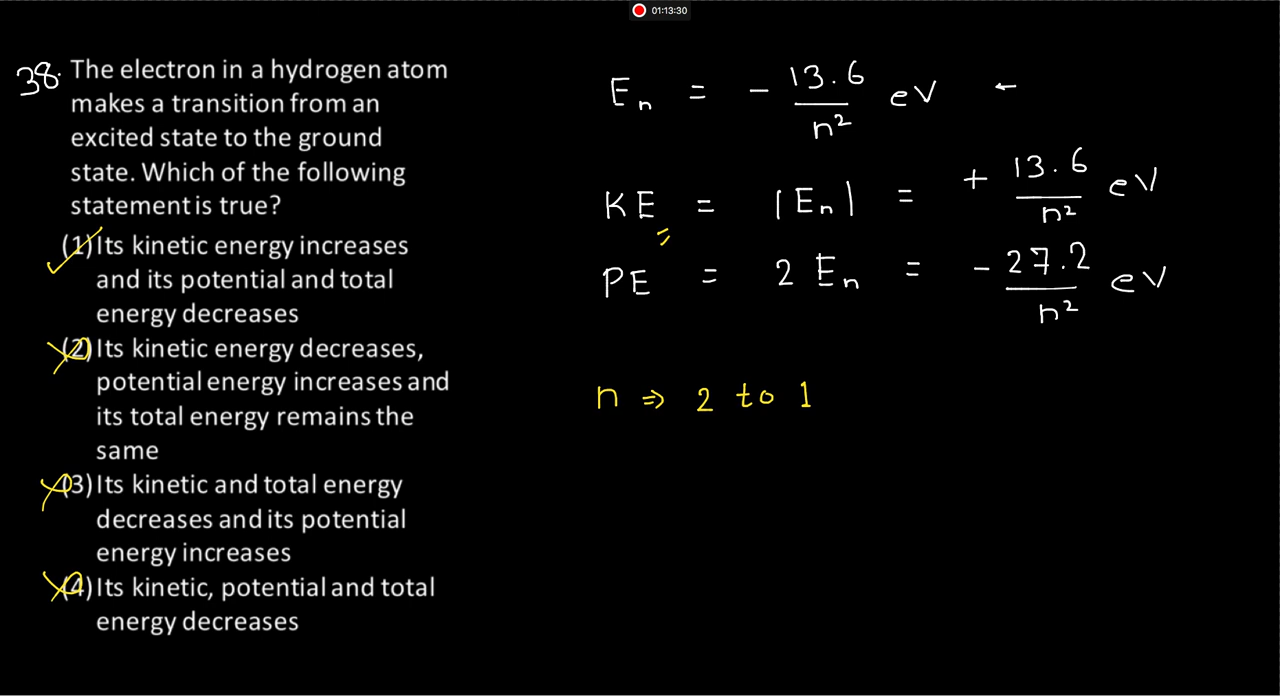 01:13:30
38. The electron in a hydrogen atom
makes a transition from an
excited state to the ground
state. Which of the following
statement is true?
(1) Its kinetic energy increases
and its potential and total
energy decreases
(2) Its kinetic energy decreases,
potential energy increases and
its total energy remains the
same
(3) Its kinetic and total energy
decreases and its potential
energy increases
(4) Its kinetic, potential and total
energy decreases
En = - 13.6/n² eV ←
KE = |En| = + 13.6/n² eV
PE = 2 En = - 27.2/n² eV
n ⇒ 2 to 1